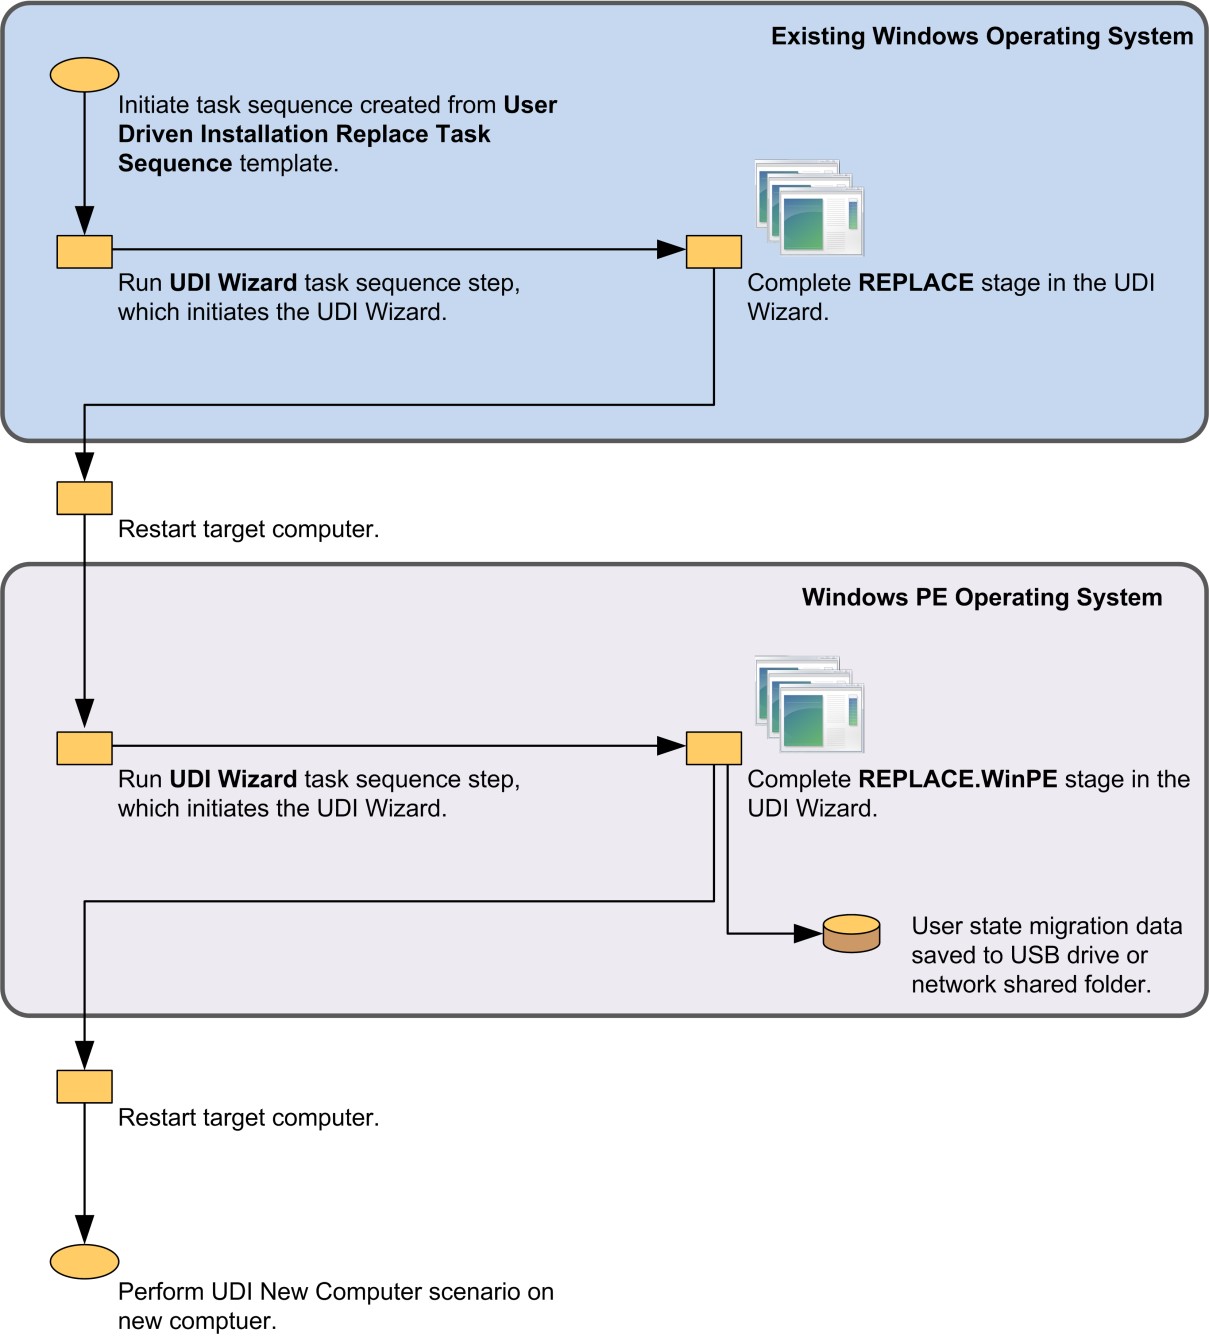 Existing Windows Operating System
Initiate task sequence created from User
Driven Installation Replace Task
Sequence template.
Run UDI Wizard task sequence step,
which initiates the UDI Wizard.
Complete REPLACE stage in the UDI
Wizard.
Restart target computer.
Windows PE Operating System
Run UDI Wizard task sequence step,
which initiates the UDI Wizard.
Complete REPLACE.WinPE stage in the
UDI Wizard.
User state migration data
saved to USB drive or
network shared folder.
Restart target computer.
Perform UDI New Computer scenario on
new comptuer.